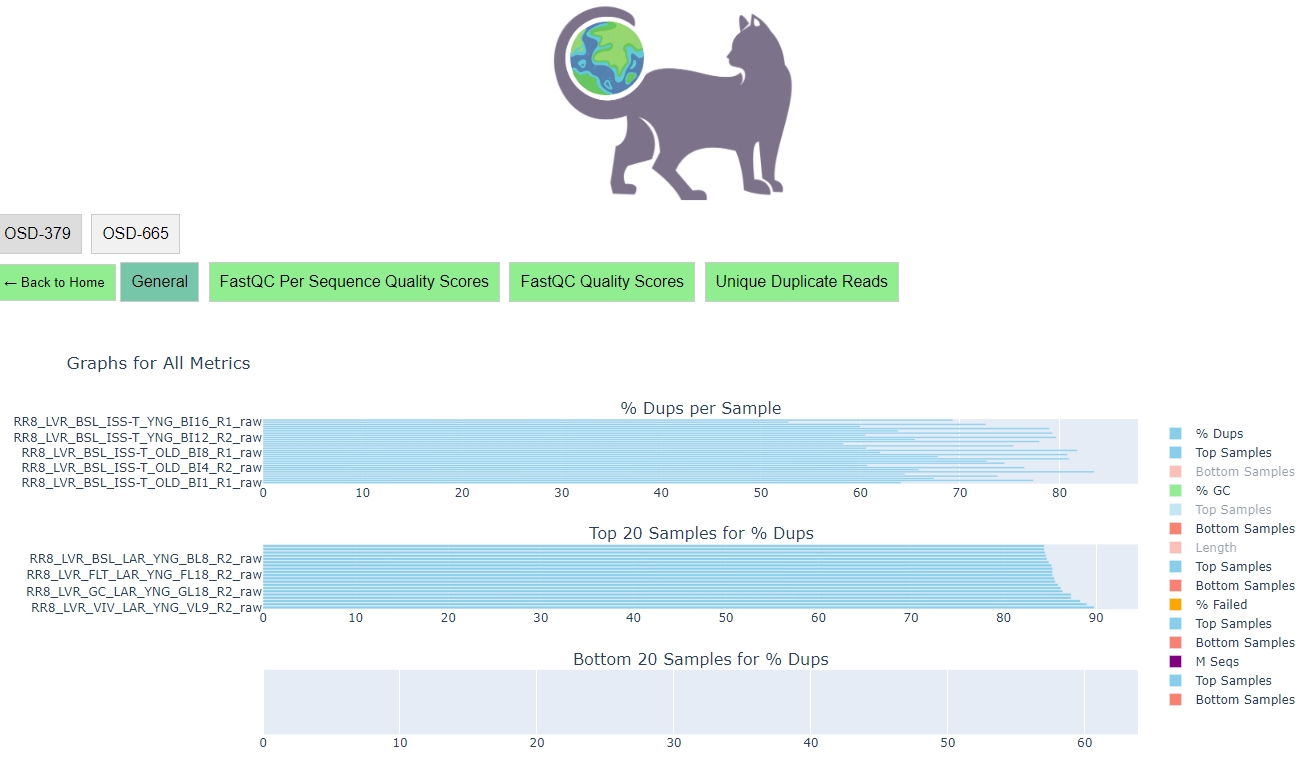 OSD-379 OSD-665
← Back to Home General FastQC Per Sequence Quality Scores FastQC Quality Scores Unique Duplicate Reads
Graphs for All Metrics
% Dups per Sample
RR8_LVR_BSL_ISS-T_YNG_BI16_R1_raw
RR8_LVR_BSL_ISS-T_YNG_BI12_R2_raw
RR8_LVR_BSL_ISS-T_OLD_BI8_R1_raw
RR8_LVR_BSL_ISS-T_OLD_BI4_R2_raw
RR8_LVR_BSL_ISS-T_OLD_BI1_R1_raw
0 10 20 30 40 50 60 70 80
Top 20 Samples for % Dups
RR8_LVR_BSL_LAR_YNG_BL8_R2_raw
RR8_LVR_FLT_LAR_YNG_FL18_R2_raw
RR8_LVR_GC_LAR_YNG_GL18_R2_raw
RR8_LVR_VIV_LAR_YNG_VL9_R2_raw
0 10 20 30 40 50 60 70 80 90
Bottom 20 Samples for % Dups
0 10 20 30 40 50 60
% Dups
Top Samples
Bottom Samples
% GC
Top Samples
Bottom Samples
Length
Top Samples
Bottom Samples
% Failed
Top Samples
Bottom Samples
M Seqs
Top Samples
Bottom Samples